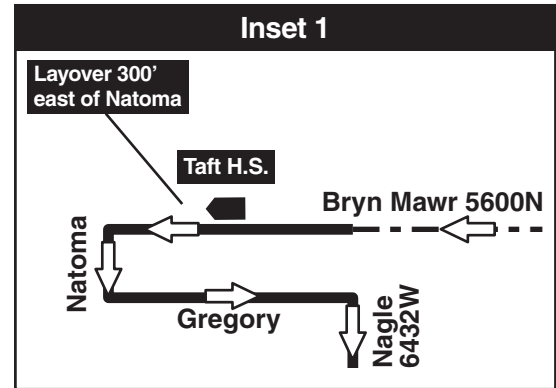 Inset 1
Layover 300’
east of Natoma
Taft H.S.
Bryn Mawr 5600N
Natoma
Gregory
Nagle
6432W